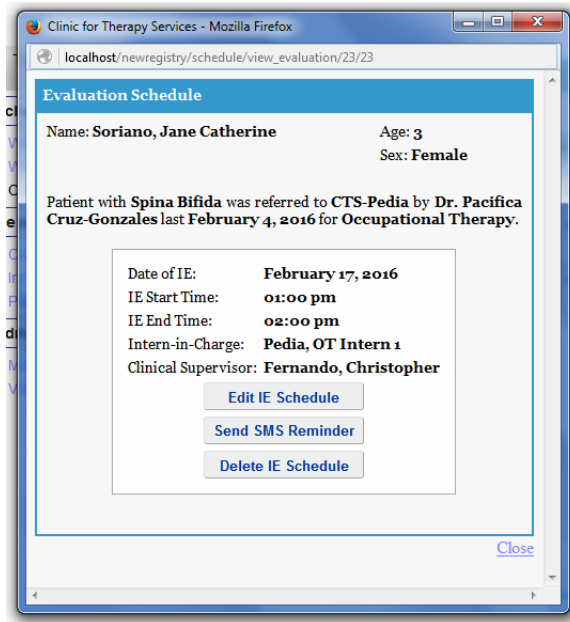 Clinic for Therapy Services - Mozilla Firefox
localhost/newregistry/schedule/view_evaluation/23/23
Evaluation Schedule
Name: Soriano, Jane Catherine Age: 3
Sex: Female
Patient with Spina Bifida was referred to CTS-Pedia by Dr. Pacifica
Cruz-Gonzales last February 4, 2016 for Occupational Therapy.
Date of IE: February 17, 2016
IE Start Time: 01:00 pm
IE End Time: 02:00 pm
Intern-in-Charge: Pedia, OT Intern 1
Clinical Supervisor: Fernando, Christopher
Edit IE Schedule
Send SMS Reminder
Delete IE Schedule
Close